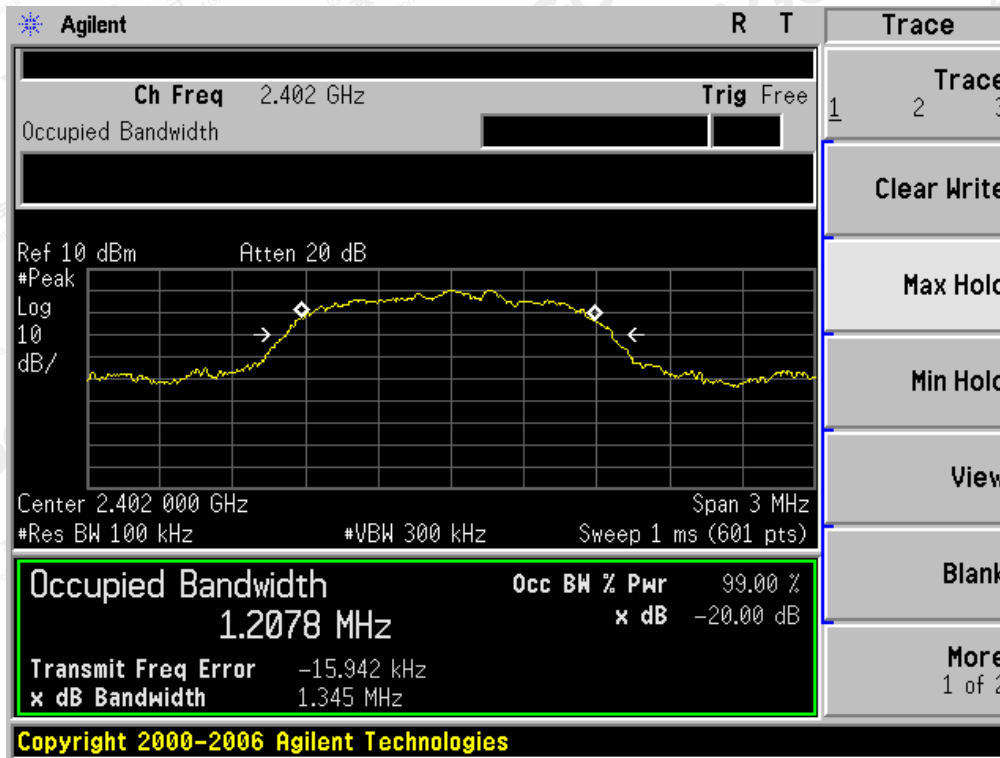 Agilent R T
Ch Freq 2.402 GHz Trig Free
Occupied Bandwidth
Ref 10 dBm Atten 20 dB
#Peak
Log
10
dB/
Center 2.402 000 GHz Span 3 MHz
#Res BW 100 kHz #VBW 300 kHz Sweep 1 ms (601 pts)
Occupied Bandwidth
1.2078 MHz
Occ BW % Pwr 99.00 %
x dB -20.00 dB
Transmit Freq Error -15.942 kHz
x dB Bandwidth 1.345 MHz
Copyright 2000-2006 Agilent Technologies
Trace
Trace
1 2 3
Clear Write
Max Hold
Min Hold
View
Blank
More
1 of 2